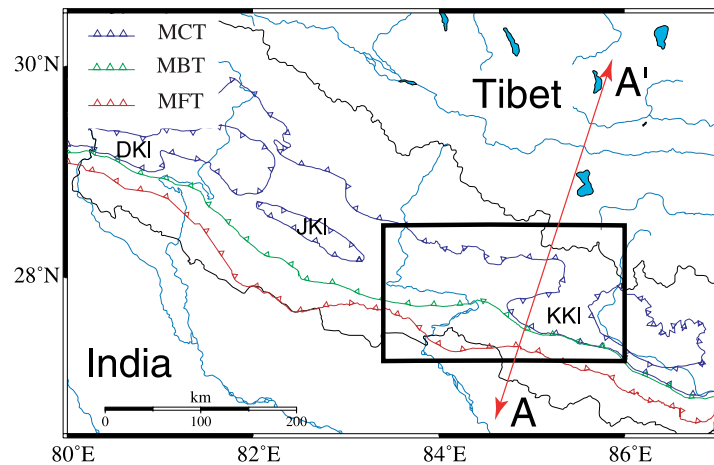 MCT
MBT
MFT
30°N
Tibet
A'
DKl
JKl
28°N
KKl
India
A
km
0 100 200
80°E 82°E 84°E 86°E